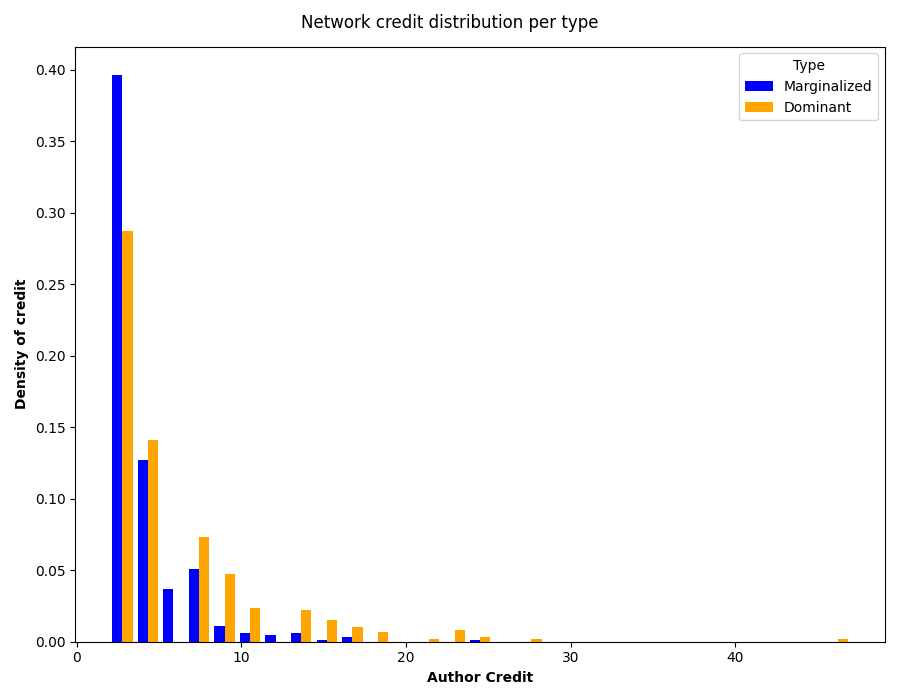 Network credit distribution per type
Type
Marginalized
Dominant
Density of credit
0.40
0.35
0.30
0.25
0.20
0.15
0.10
0.05
0.00
0
10
20
30
40
Author Credit